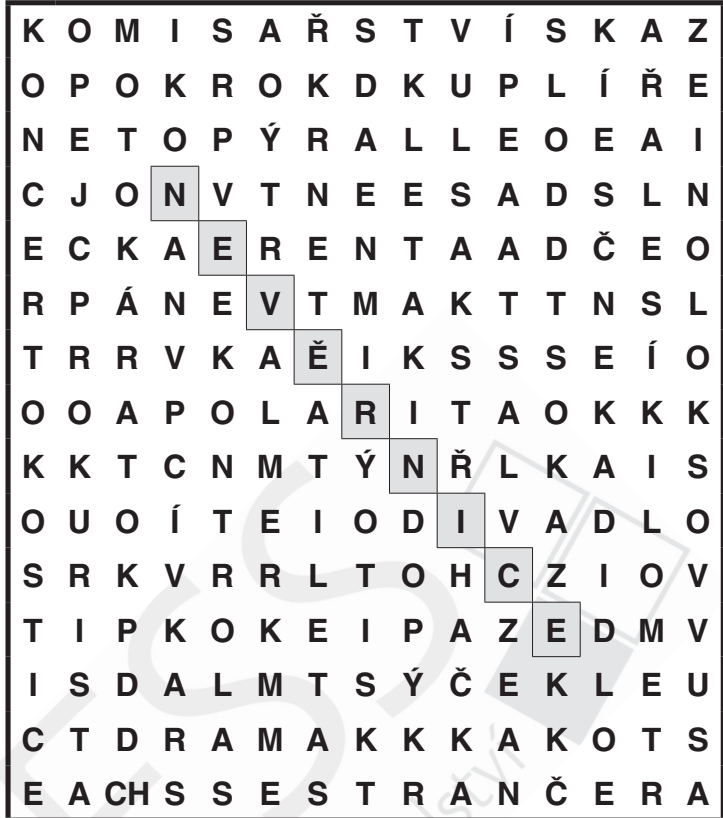 K O M I S A Ř S T V Í S K A Z
O P O K R O K D K U P L Í Ř E
N E T O P Ý R A L L E O E A I
C J O N V T N E E S A D S L N
E C K A E R E N T A A D Č E O
R P Á N E V T M A K T T N S L
T R R V K A Ě I K S S S E Í O
O O A P O L A R I T A O K K K
K K T C N M T Ý N Ř L K A I S
O U O Í T E I O D I V A D L O
S R K V R R L T O H C Z I O V
T I P K O K E I P A Z E D M V
I S D A L M T S Ý Č E K L E U
C T D R A M A K K K A K O T S
E A CH S S E S T R A N Č E R A